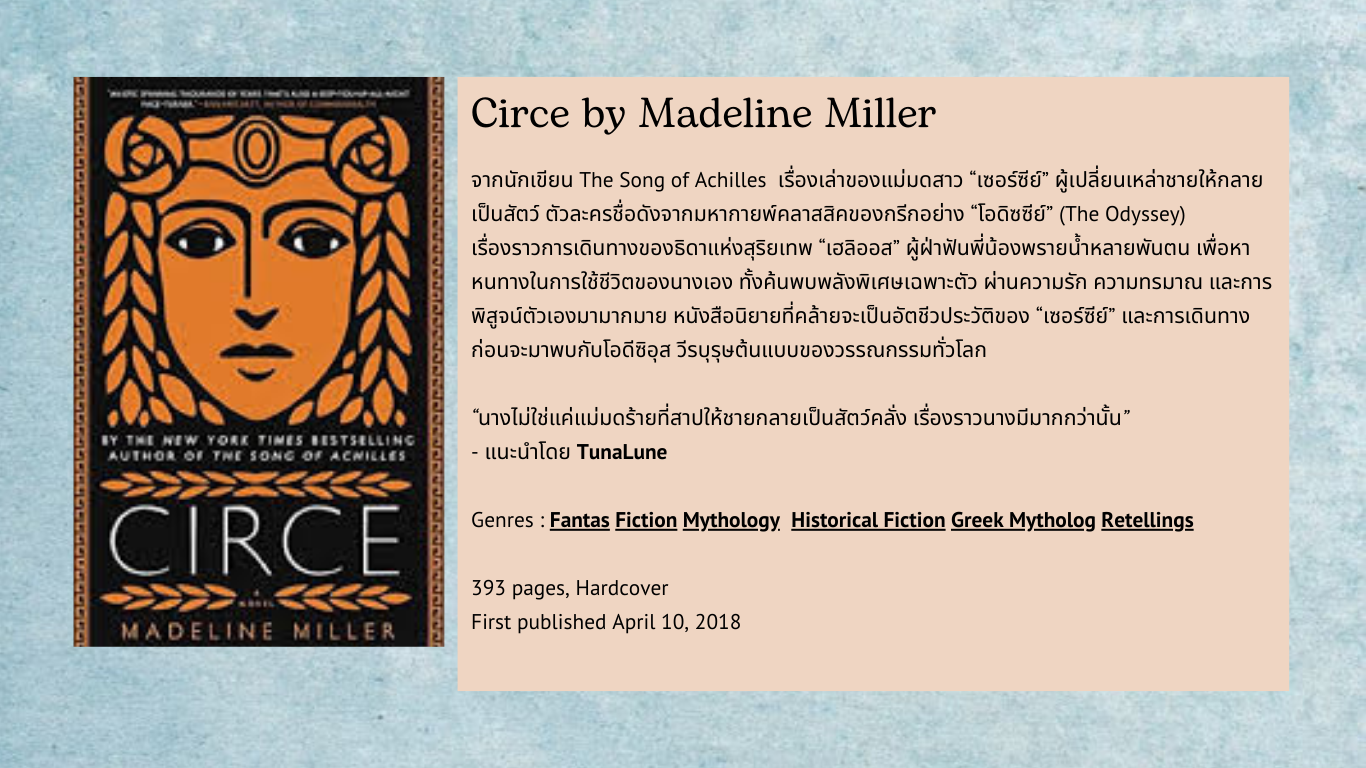 "AN EPIC SPANNING THOUSANDS OF YEARS THAT'S ALSO A KEEP-YOU-UP-ALL-NIGHT
PAGE-TURNER." —ANN PATCHETT, AUTHOR OF COMMONWEALTH
BY THE NEW YORK TIMES BESTSELLING
AUTHOR OF THE SONG OF ACHILLES
CIRCE
A
NOVEL
MADELINE MILLER
Circe by Madeline Miller
จากนักเขียน The Song of Achilles  เรื่องเล่าของแม่มดสาว “เซอร์ซีย์” ผู้เปลี่ยนเหล่าชายให้กลาย
เป็นสัตว์ ตัวละครชื่อดังจากมหากายพ์คลาสสิคของกรีกอย่าง “โอดิซซีย์” (The Odyssey)
เรื่องราวการเดินทางของธิดาแห่งสุริยเทพ “เฮลิออส” ผู้ฝ่าฟันพี่น้องพรายน้ำหลายพันตน เพื่อหา
หนทางในการใช้ชีวิตของนางเอง ทั้งค้นพบพลังพิเศษเฉพาะตัว ผ่านความรัก ความทรมาณ และการ
พิสูจน์ตัวเองมามากมาย หนังสือนิยายที่คล้ายจะเป็นอัตชีวประวัติของ “เซอร์ซีย์” และการเดินทาง
ก่อนจะมาพบกับโอดีซิอุส วีรบุรุษต้นแบบของวรรณกรรมทั่วโลก
“นางไม่ใช่แค่แม่มดร้ายที่สาปให้ชายกลายเป็นสัตว์คลั่ง เรื่องราวนางมีมากกว่านั้น”
- แนะนำโดย TunaLune
Genres : Fantas Fiction Mythology  Historical Fiction Greek Mytholog Retellings
393 pages, Hardcover
First published April 10, 2018